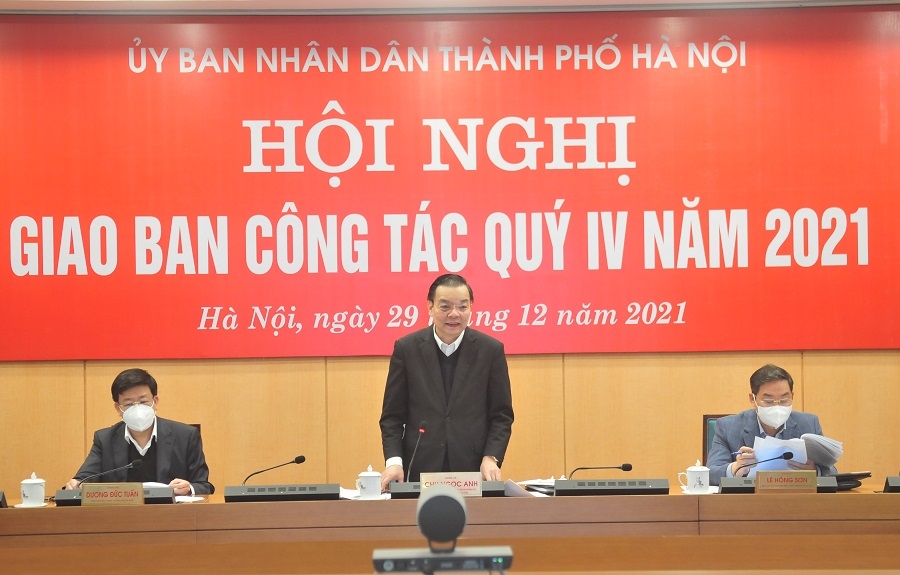 ỦY BAN NHÂN DÂN THÀNH PHỐ HÀ NỘI
HỘI NGHỊ
GIAO BAN CÔNG TÁC QUÝ IV NĂM 2021
Hà Nội, ngày 29 tháng 12 năm 2021
DƯƠNG ĐỨC TUẤN
CHU NGỌC ANH
LÊ HỒNG SƠN